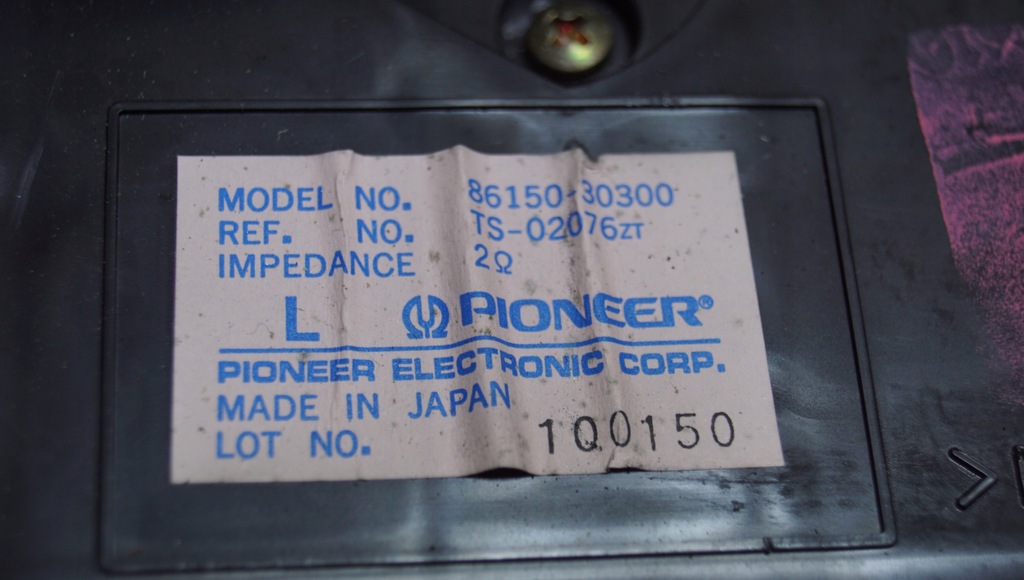 MODEL NO. 86150-30300
REF. NO. TS-02076ZT
IMPEDANCE 2Ω
L PIONEER®
PIONEER ELECTRONIC CORP.
MADE IN JAPAN
LOT NO. 1Q0150
>